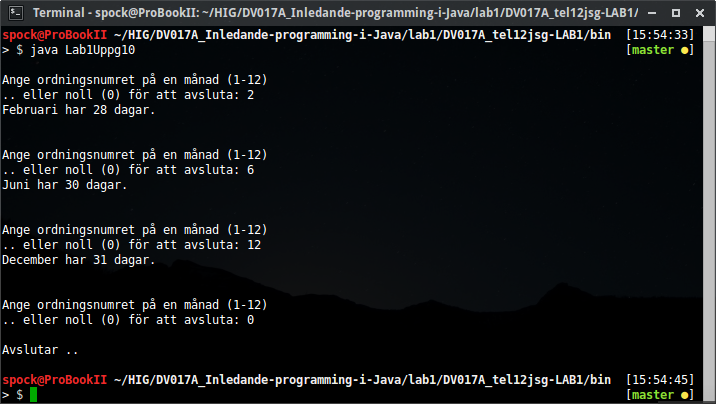 Terminal - spock@ProBookII: ~/HIG/DV017A_Inledande-programming-i-Java/lab1/DV017A_tel12jsg-LAB1/
spock@ProBookII ~/HIG/DV017A_Inledande-programming-i-Java/lab1/DV017A_tel12jsg-LAB1/bin [15:54:33]
> $ java Lab1Uppg10 [master ●]
Ange ordningsnumret på en månad (1-12)
.. eller noll (0) för att avsluta: 2
Februari har 28 dagar.
Ange ordningsnumret på en månad (1-12)
.. eller noll (0) för att avsluta: 6
Juni har 30 dagar.
Ange ordningsnumret på en månad (1-12)
.. eller noll (0) för att avsluta: 12
December har 31 dagar.
Ange ordningsnumret på en månad (1-12)
.. eller noll (0) för att avsluta: 0
Avslutar ..
spock@ProBookII ~/HIG/DV017A_Inledande-programming-i-Java/lab1/DV017A_tel12jsg-LAB1/bin [15:54:45]
> $ [master ●]